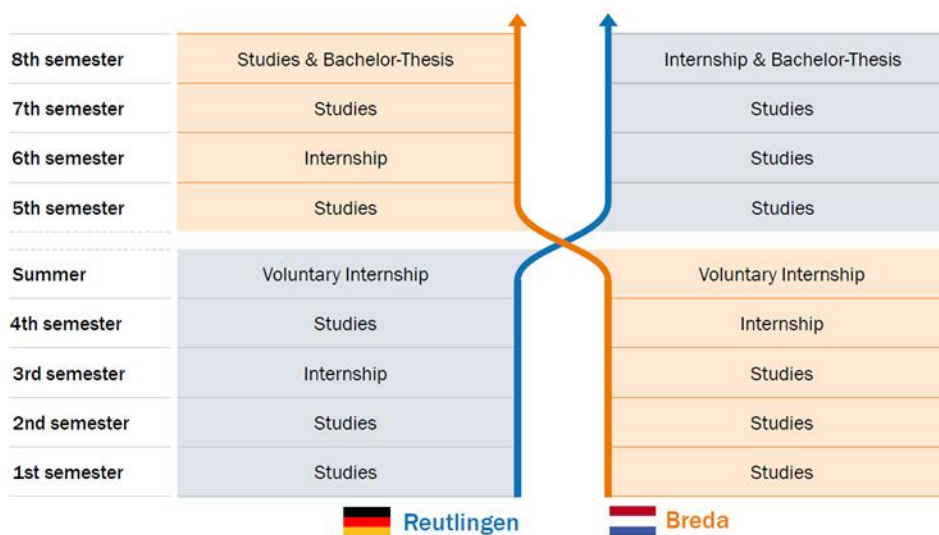 8th semester Studies & Bachelor-Thesis Internship & Bachelor-Thesis
7th semester Studies Studies
6th semester Internship Studies
5th semester Studies Studies
Summer Voluntary Internship Voluntary Internship
4th semester Studies Internship
3rd semester Internship Studies
2nd semester Studies Studies
1st semester Studies Studies
Reutlingen Breda